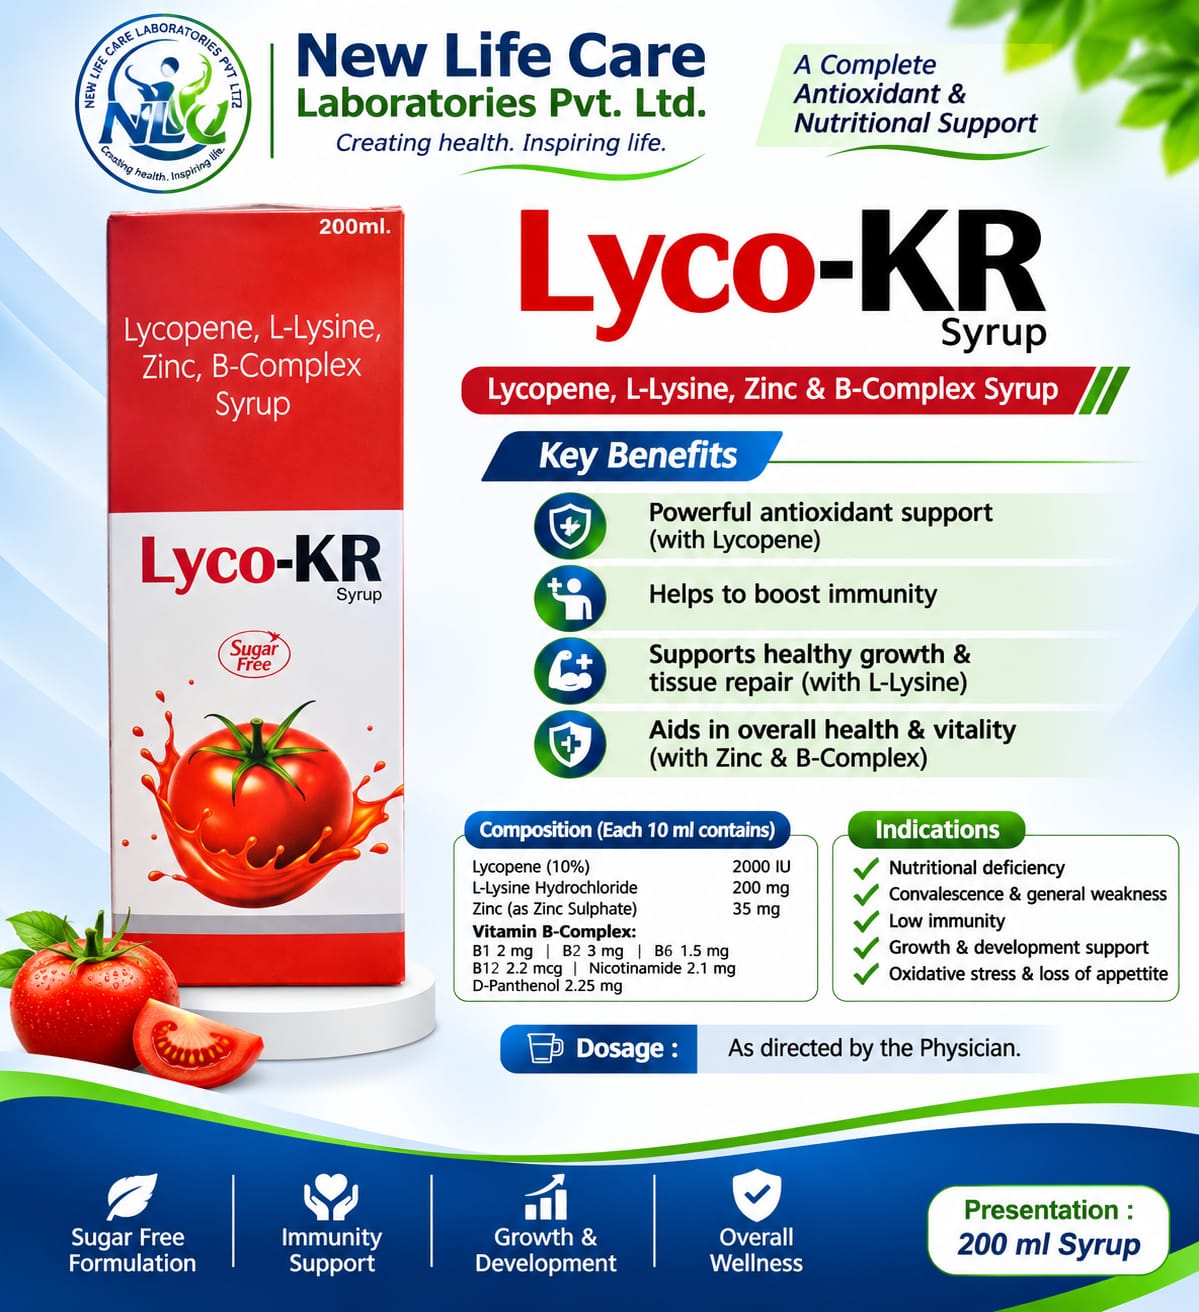 NEW LIFE CARE LABORATORIES PVT LTD
NLC
Creating health. Inspiring life.
New Life Care
Laboratories Pvt. Ltd.
Creating health. Inspiring life.
A Complete
Antioxidant &
Nutritional Support
200ml.
Lycopene, L-Lysine,
Zinc, B-Complex
Syrup
Lyco-KR
Syrup
Sugar
Free
Lyco-KR
Syrup
Lycopene, L-Lysine, Zinc & B-Complex Syrup
Key Benefits
Powerful antioxidant support
(with Lycopene)
Helps to boost immunity
Supports healthy growth &
tissue repair (with L-Lysine)
Aids in overall health & vitality
(with Zinc & B-Complex)
Composition (Each 10 ml contains)
Lycopene (10%) 2000 IU
L-Lysine Hydrochloride 200 mg
Zinc (as Zinc Sulphate) 35 mg
Vitamin B-Complex:
B1 2 mg | B2 3 mg | B6 1.5 mg
B12 2.2 mcg | Nicotinamide 2.1 mg
D-Panthenol 2.25 mg
Indications
Nutritional deficiency
Convalescence & general weakness
Low immunity
Growth & development support
Oxidative stress & loss of appettite
Dosage : As directed by the Physician.
Sugar Free
Formulation
Immunity
Support
Growth &
Development
Overall
Wellness
Presentation :
200 ml Syrup